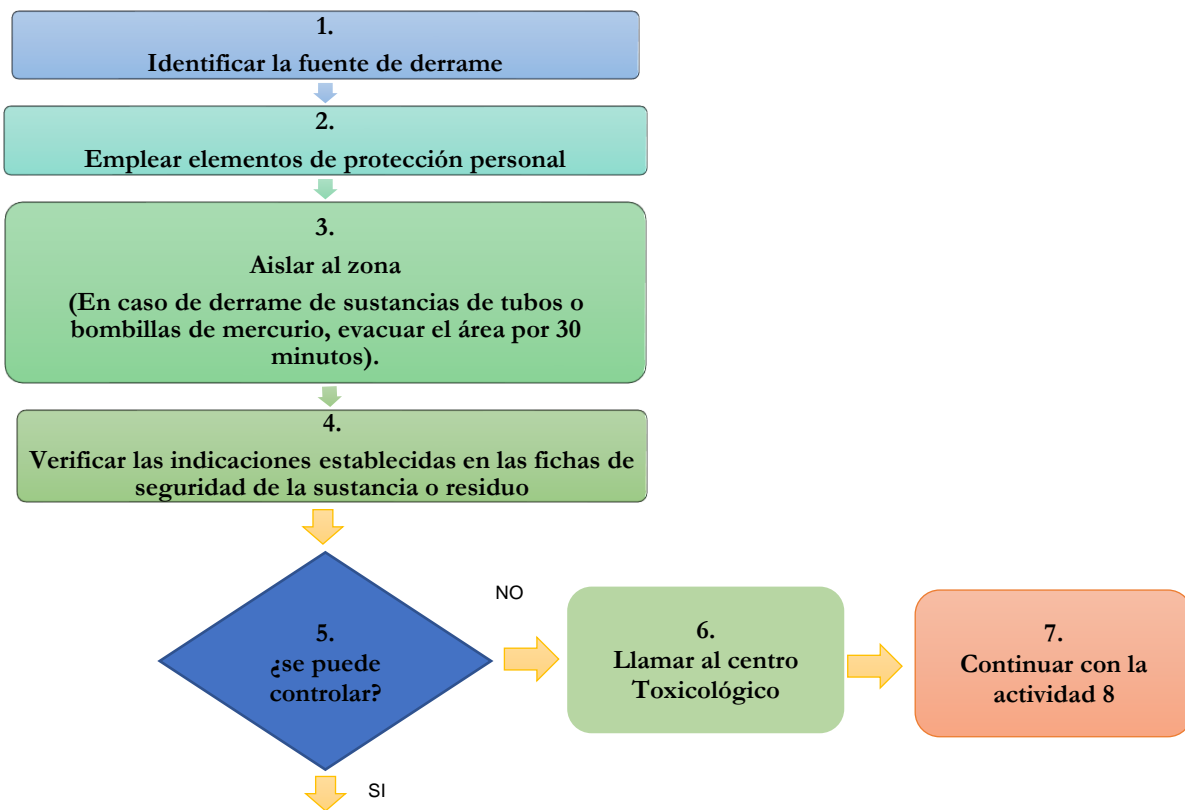 1.
Identificar la fuente de derrame
2.
Emplear elementos de protección personal
3.
Aislar al zona
(En caso de derrame de sustancias de tubos o
bombillas de mercurio, evacuar el área por 30
minutos).
4.
Verificar las indicaciones establecidas en las fichas de
seguridad de la sustancia o residuo
5.
¿se puede
controlar?
NO
6.
Llamar al centro
Toxicológico
7.
Continuar con la
actividad 8
SI